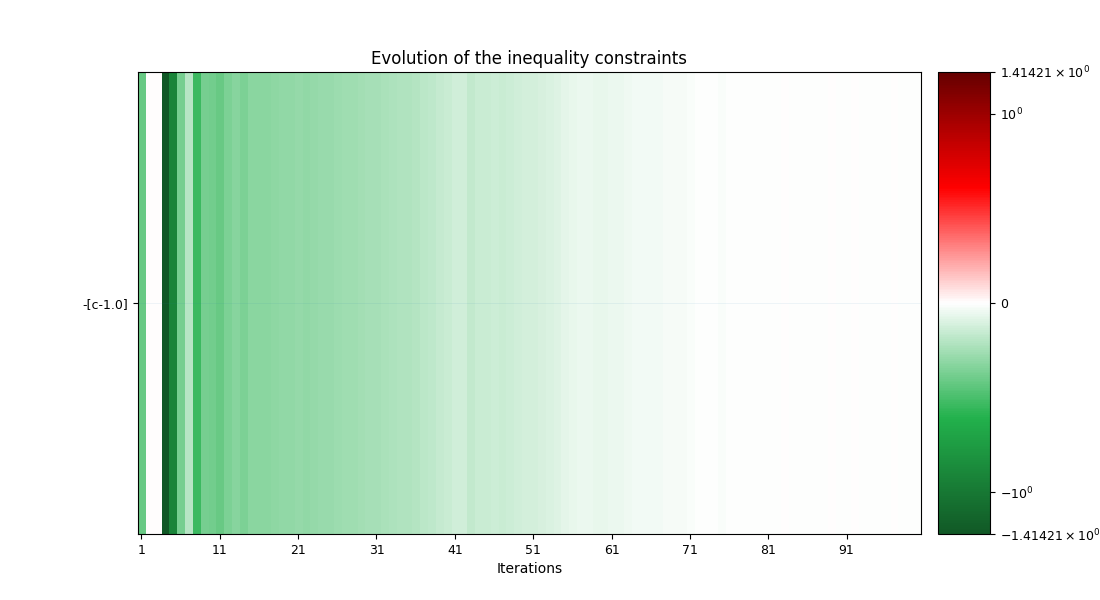 Evolution of the inequality constraints
-[c-1.0]
1 11 21 31 41 51 61 71 81 91
Iterations
1.41421 × 10⁰
10⁰
0
−10⁰
−1.41421 × 10⁰